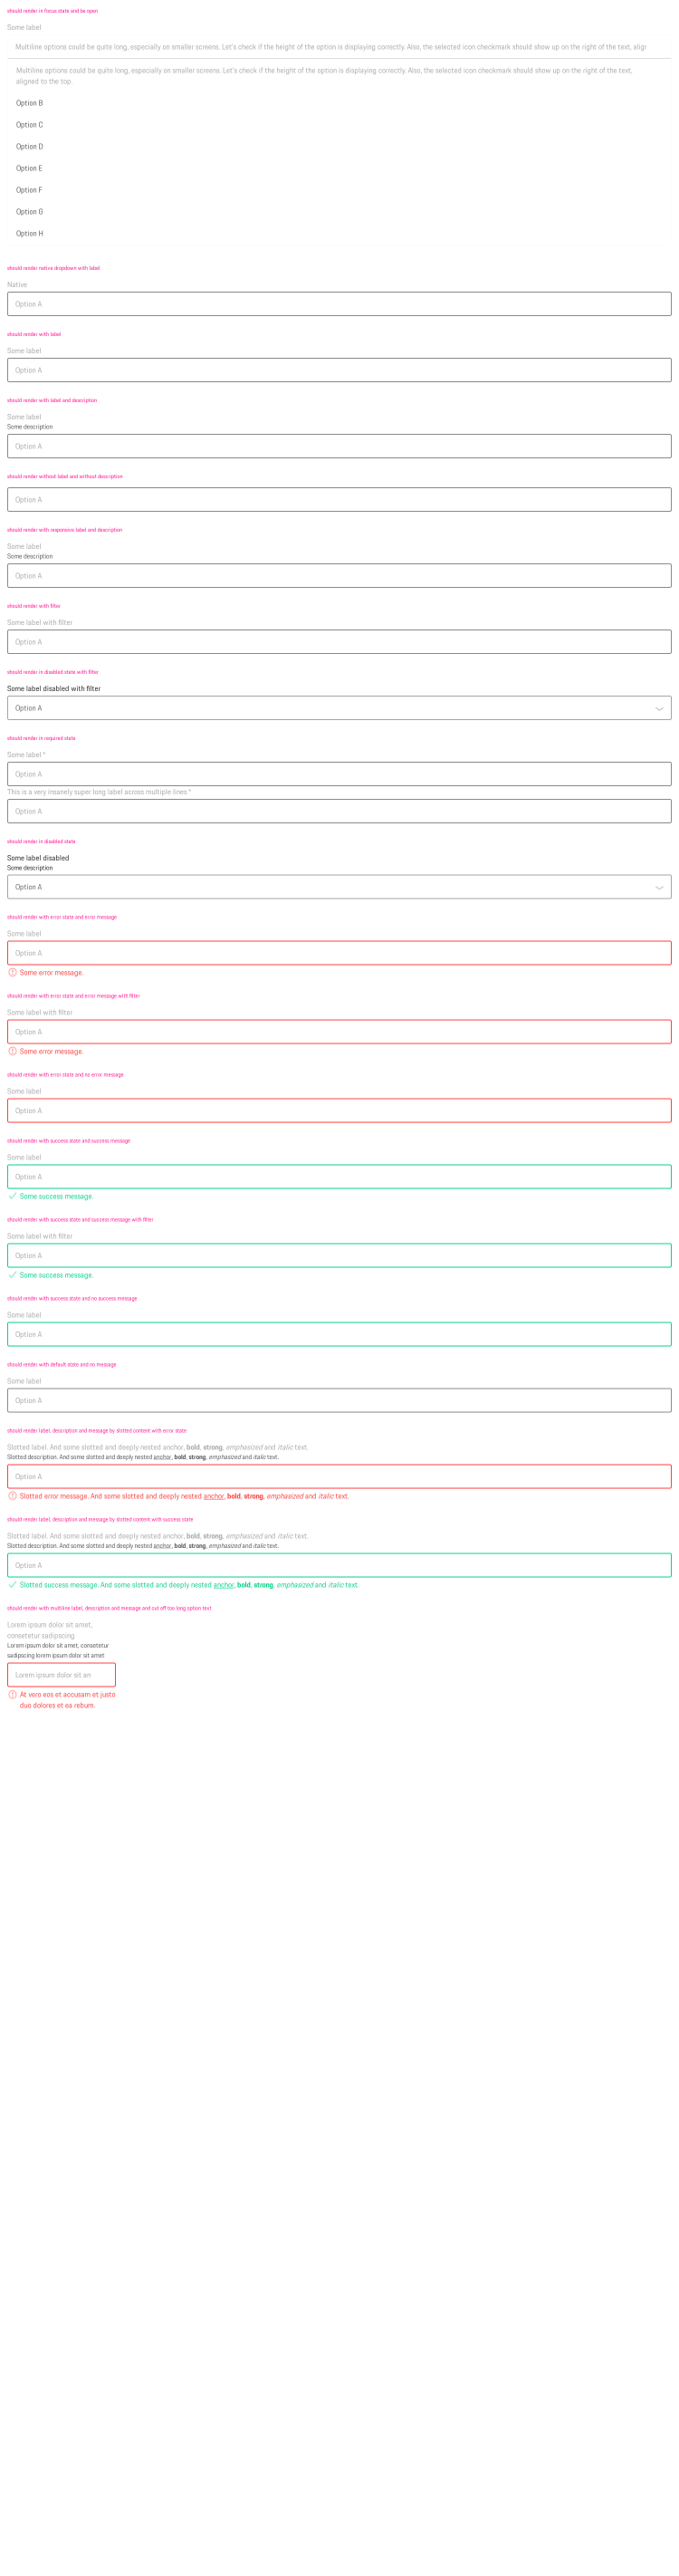 should render in focus state and be open
Some label
Multiline options could be quite long, especially on smaller screens. Let's check if the height of the option is displaying correctly. Also, the selected icon checkmark should show up on the right of the text, align
Multiline options could be quite long, especially on smaller screens. Let's check if the height of the option is displaying correctly. Also, the selected icon checkmark should show up on the right of the text,
aligned to the top.
Option B
Option C
Option D
Option E
Option F
Option G
Option H
should render native dropdown with label
Native
Option A
should render with label
Some label
Option A
should render with label and description
Some label
Some description
Option A
should render without label and without description
Option A
should render with responsive label and description
Some label
Some description
Option A
should render with filter
Some label with filter
Option A
should render in disabled state with filter
Some label disabled with filter
Option A
should render in required state
Some label *
Option A
This is a very insanely super long label across multiple lines *
Option A
should render in disabled state
Some label disabled
Some description
Option A
should render with error state and error message
Some label
Option A
Some error message.
should render with error state and error message with filter
Some label with filter
Option A
Some error message.
should render with error state and no error message
Some label
Option A
should render with success state and success message
Some label
Option A
Some success message.
should render with success state and success message with filter
Some label with filter
Option A
Some success message.
should render with success state and no success message
Some label
Option A
should render with default state and no message
Some label
Option A
should render label, description and message by slotted content with error state
Slotted label. And some slotted and deeply nested anchor, bold, strong, emphasized and italic text.
Slotted description. And some slotted and deeply nested anchor, bold, strong, emphasized and italic text.
Option A
Slotted error message. And some slotted and deeply nested anchor, bold, strong, emphasized and italic text.
should render label, description and message by slotted content with success state
Slotted label. And some slotted and deeply nested anchor, bold, strong, emphasized and italic text.
Slotted description. And some slotted and deeply nested anchor, bold, strong, emphasized and italic text.
Option A
Slotted success message. And some slotted and deeply nested anchor, bold, strong, emphasized and italic text.
should render with multiline label, description and message and cut off too long option text
Lorem ipsum dolor sit amet,
consetetur sadipscing
Lorem ipsum dolor sit amet, consetetur
sadipscing lorem ipsum dolor sit amet
Lorem ipsum dolor sit an
At vero eos et accusam et justo
duo dolores et ea rebum.